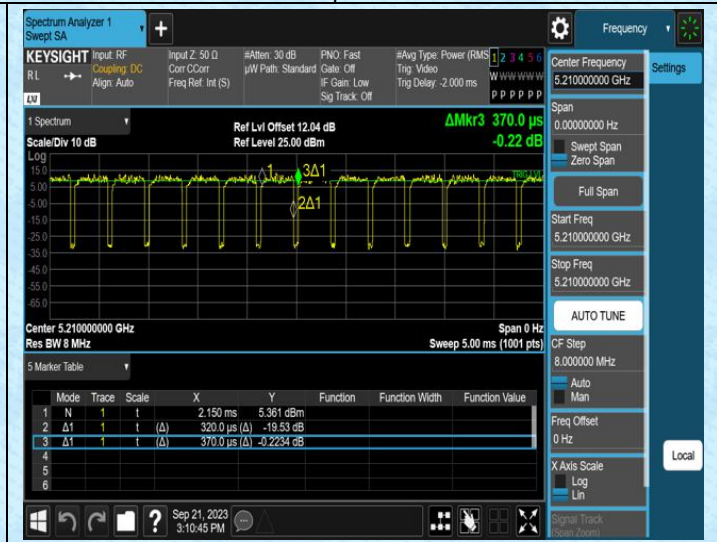 Spectrum Analyzer 1
Swept SA
Frequency
KEYSIGHT
RL
LXI
Input: RF
Coupling: DC
Align: Auto
Input Z: 50 Ω
Corr CCorr
Freq Ref: Int (S)
#Atten: 30 dB
µW Path: Standard
PNO: Fast
Gate: Off
IF Gain: Low
Sig Track: Off
#Avg Type: Power (RMS
Trig: Video
Trig Delay: -2.000 ms
1 2 3 4 5 6
W W W W W W
P P P P P P
1 Spectrum
Scale/Div 10 dB
Ref Lvl Offset 12.04 dB
Ref Level 25.00 dBm
ΔMkr3 370.0 µs
-0.22 dB
Log
15.0
5.00
-5.00
-15.0
-25.0
-35.0
-45.0
-55.0
-65.0
1
3Δ1
2Δ1
TRIG LVL
Center 5.210000000 GHz
Span 0 Hz
Res BW 8 MHz
Sweep 5.00 ms (1001 pts)
5 Marker Table
Mode Trace Scale X Y Function Function Width Function Value
1 N 1 t 2.150 ms 5.361 dBm
2 Δ1 1 t (Δ) 320.0 µs (Δ) -19.53 dB
3 Δ1 1 t (Δ) 370.0 µs (Δ) -0.2234 dB
4
5
6
Sep 21, 2023
3:10:45 PM
Center Frequency
5.210000000 GHz
Span
0.00000000 Hz
Swept Span
Zero Span
Full Span
Start Freq
5.210000000 GHz
Stop Freq
5.210000000 GHz
AUTO TUNE
CF Step
8.000000 MHz
Auto
Man
Freq Offset
0 Hz
X Axis Scale
Log
Lin
Signal Track
(Span Zoom)
Settings
Local